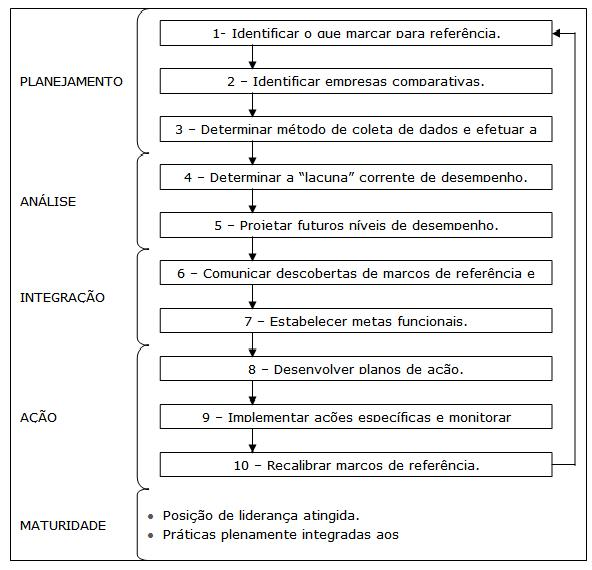 PLANEJAMENTO
1- Identificar o que marcar para referência.
2 – Identificar empresas comparativas.
3 – Determinar método de coleta de dados e efetuar a
ANÁLISE
4 – Determinar a “lacuna” corrente de desempenho.
5 – Projetar futuros níveis de desempenho.
INTEGRAÇÃO
6 – Comunicar descobertas de marcos de referência e
7 – Estabelecer metas funcionais.
AÇÃO
8 – Desenvolver planos de ação.
9 – Implementar ações específicas e monitorar
10 – Recalibrar marcos de referência.
MATURIDADE
• Posição de liderança atingida.
• Práticas plenamente integradas aos